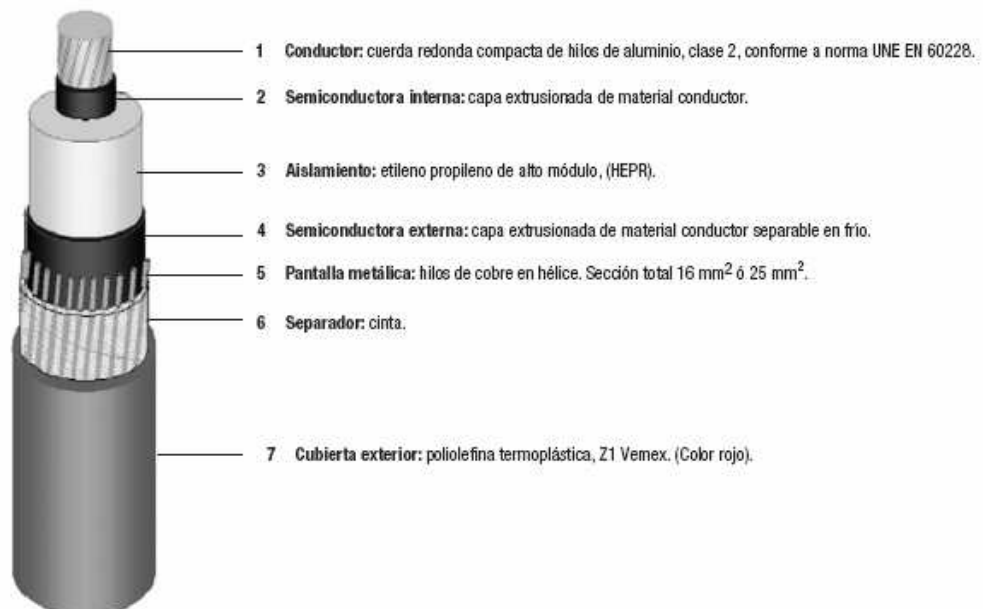 1 Conductor: cuerda redonda compacta de hilos de aluminio, clase 2, conforme a norma UNE EN 60228.
2 Semiconductora interna: capa extrusionada de material conductor.
3 Aislamiento: etileno propileno de alto módulo, (HEPR).
4 Semiconductora externa: capa extrusionada de material conductor separable en frío.
5 Pantalla metálica: hilos de cobre en hélice. Sección total 16 mm² ó 25 mm².
6 Separador: cinta.
7 Cubierta exterior: poliolefina termoplástica, Z1 Vemex. (Color rojo).